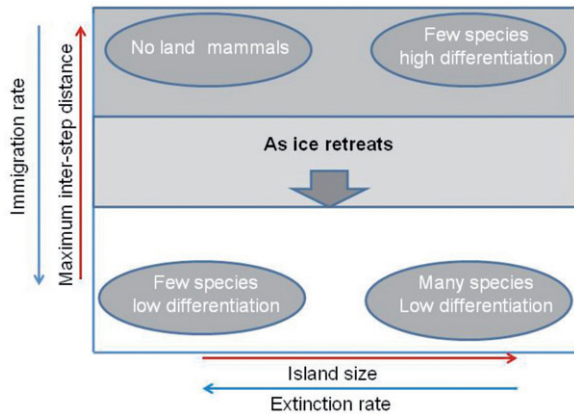 No land mammals
Few species
high differentiation
Immigration rate
Maximum inter-step distance
As ice retreats
Few species
low differentiation
Many species
Low differentiation
Island size
Extinction rate